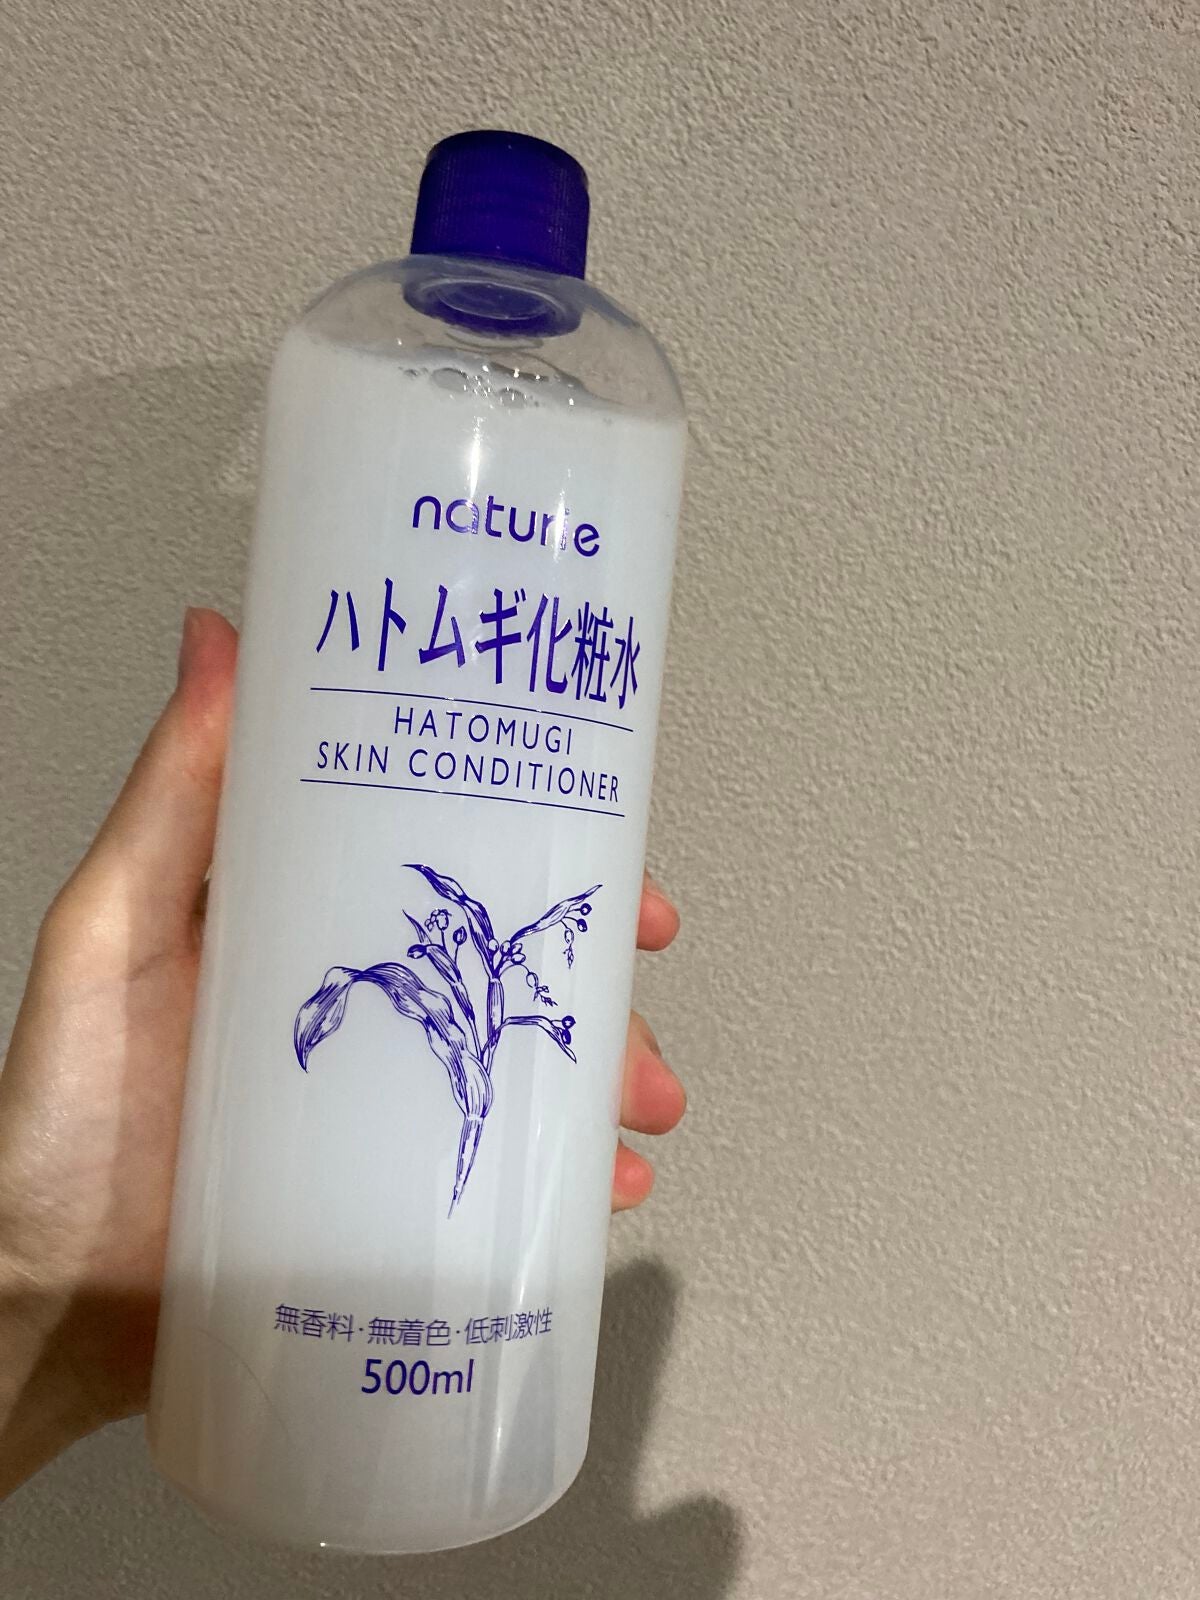 naturie
ハトムギ化粧水
HATOMUGI
SKIN CONDITIONER
無香料・無着色・低刺激性
500ml